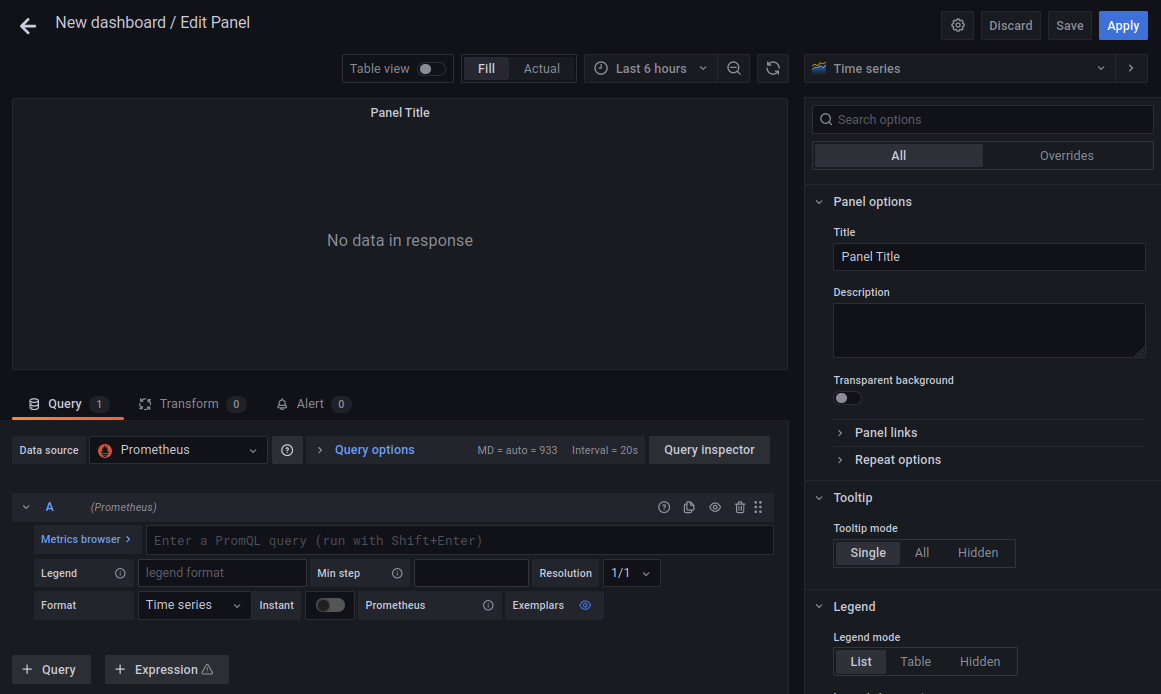 New dashboard / Edit Panel
Discard
Save
Apply
Table view
Fill
Actual
Last 6 hours
Time series
Panel Title
No data in response
Query 1
Transform 0
Alert 0
Data source
Prometheus
Query options
MD = auto = 933
Interval = 20s
Query inspector
A
(Prometheus)
Metrics browser >
Enter a PromQL query (run with Shift+Enter)
Legend
legend format
Min step
Resolution
1/1
Format
Time series
Instant
Prometheus
Exemplars
+ Query
+ Expression
Search options
All
Overrides
Panel options
Title
Panel Title
Description
Transparent background
Panel links
Repeat options
Tooltip
Tooltip mode
Single
All
Hidden
Legend
Legend mode
List
Table
Hidden